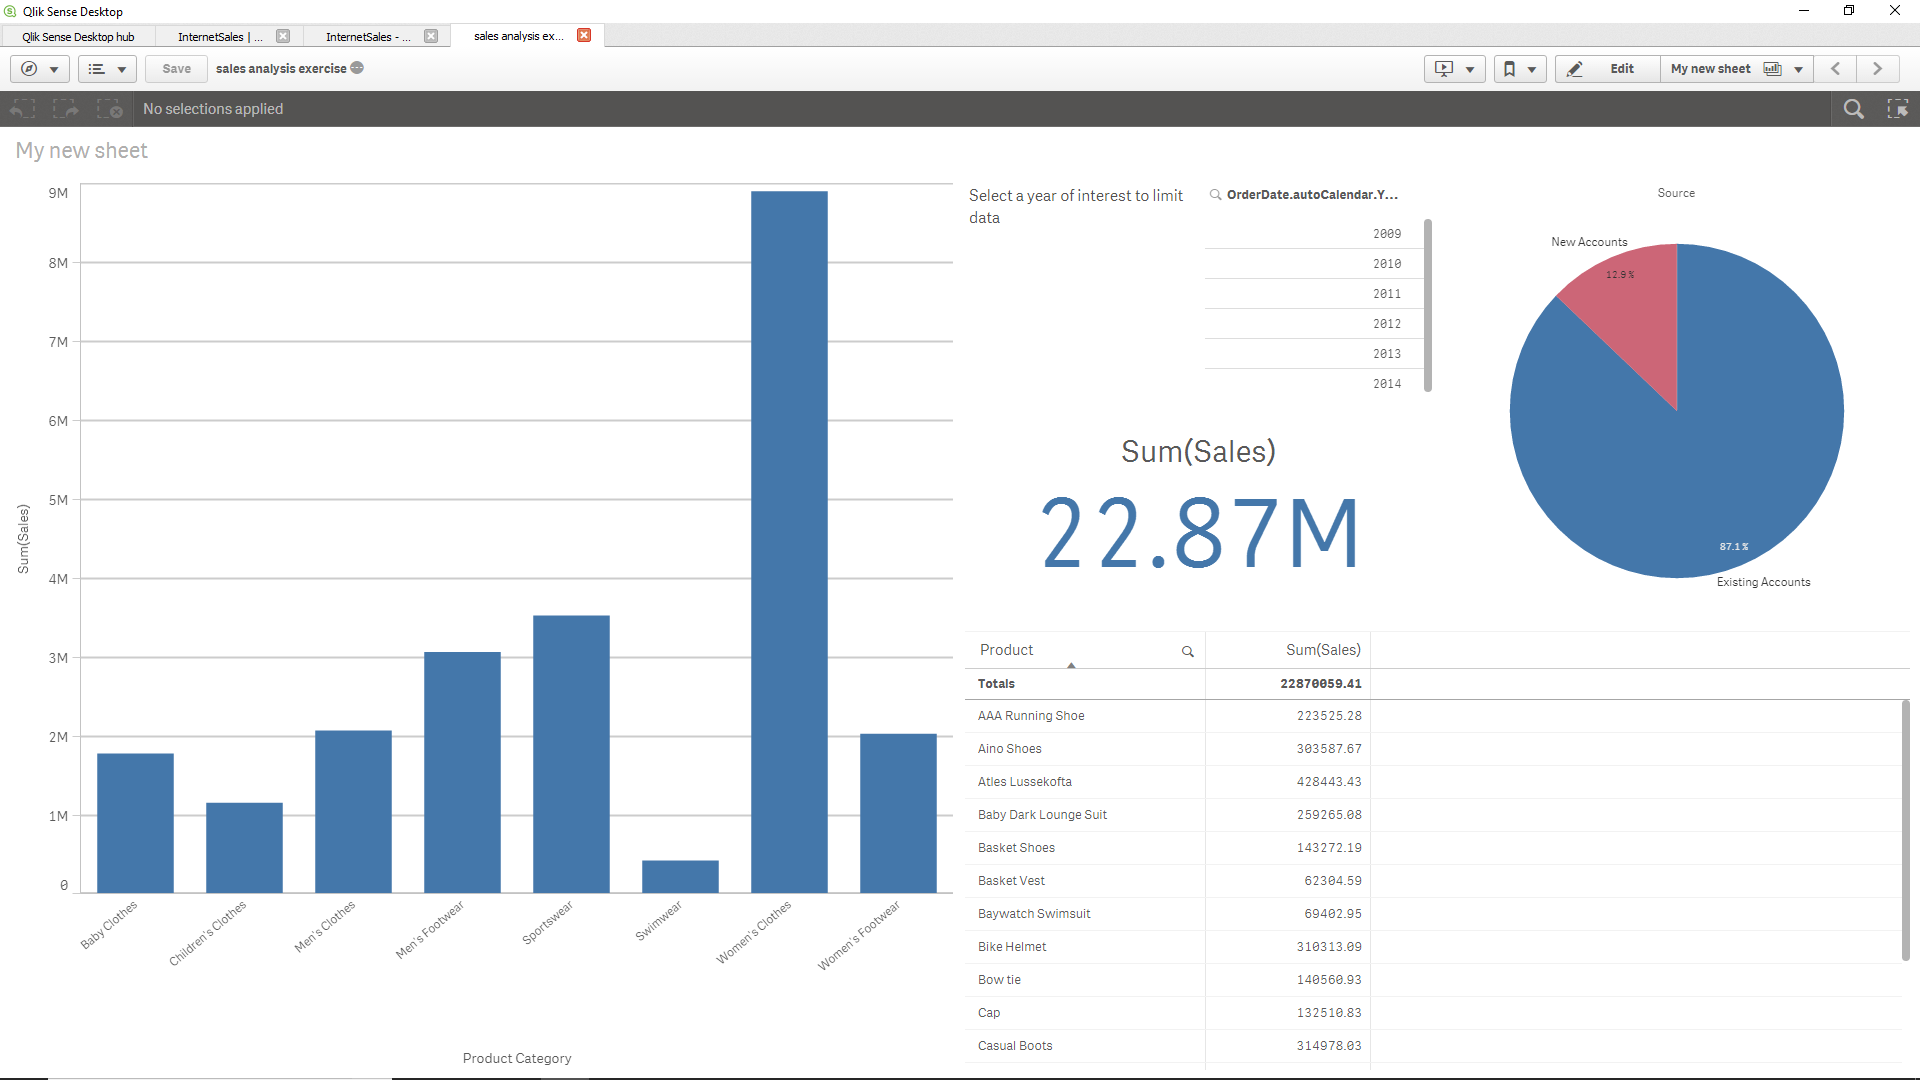 Qlik Sense Desktop
Qlik Sense Desktop hub
InternetSales | ...
InternetSales - ...
sales analysis ex...
Save
sales analysis exercise
Edit
My new sheet
No selections applied
My new sheet
9M
8M
7M
6M
5M
4M
3M
2M
1M
0
Sum(Sales)
Baby Clothes
Children's Clothes
Men's Clothes
Men's Footwear
Sportswear
Swimwear
Women's Clothes
Women's Footwear
Product Category
Select a year of interest to limit
data
OrderDate.autoCalendar.Y...
2009
2010
2011
2012
2013
2014
Sum(Sales)
22.87M
Source
New Accounts
12.9 %
87.1 %
Existing Accounts
Product Sum(Sales)
Totals 22870059.41
AAA Running Shoe 223525.28
Aino Shoes 303587.67
Atles Lussekofta 428443.43
Baby Dark Lounge Suit 259265.08
Basket Shoes 143272.19
Basket Vest 62304.59
Baywatch Swimsuit 69402.95
Bike Helmet 310313.09
Bow tie 140560.93
Cap 132510.83
Casual Boots 314978.03